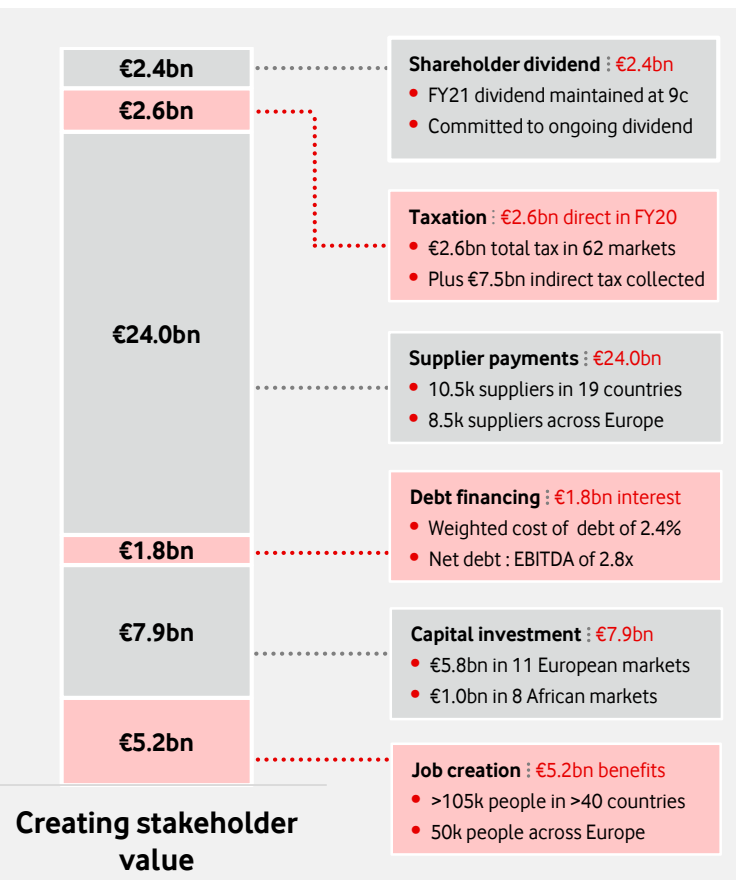 €2.4bn
€2.6bn
€24.0bn
€1.8bn
€7.9bn
€5.2bn
Creating stakeholder
value
Shareholder dividend ⋮ €2.4bn
• FY21 dividend maintained at 9c
• Committed to ongoing dividend
Taxation ⋮ €2.6bn direct in FY20
• €2.6bn total tax in 62 markets
• Plus €7.5bn indirect tax collected
Supplier payments ⋮ €24.0bn
• 10.5k suppliers in 19 countries
• 8.5k suppliers across Europe
Debt financing ⋮ €1.8bn interest
• Weighted cost of debt of 2.4%
• Net debt : EBITDA of 2.8x
Capital investment ⋮ €7.9bn
• €5.8bn in 11 European markets
• €1.0bn in 8 African markets
Job creation ⋮ €5.2bn benefits
• >105k people in >40 countries
• 50k people across Europe